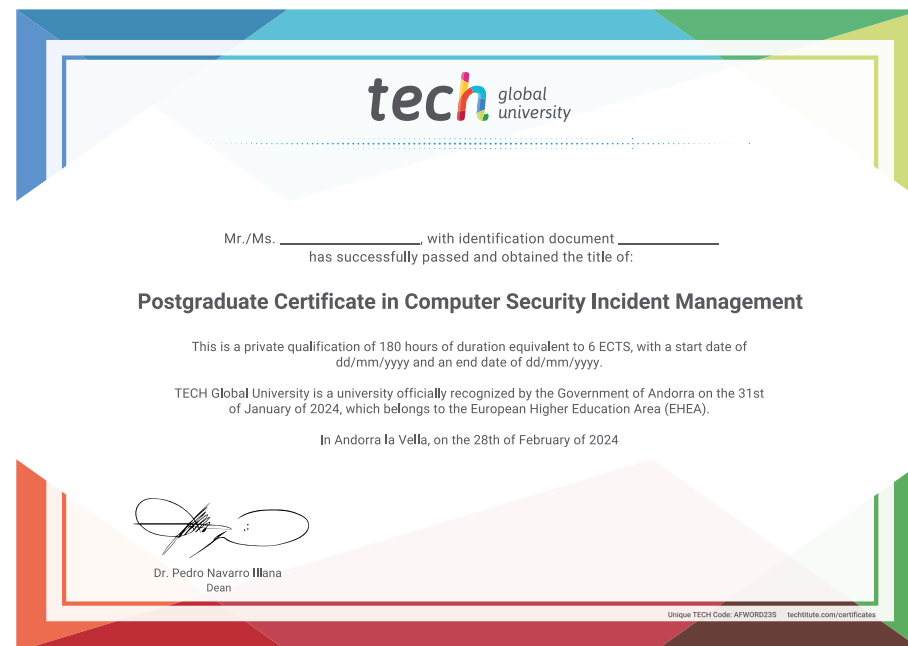 tech global university
Mr./Ms. ____________________, with identification document ______________
has successfully passed and obtained the title of:
Postgraduate Certificate in Computer Security Incident Management
This is a private qualification of 180 hours of duration equivalent to 6 ECTS, with a start date of
dd/mm/yyyy and an end date of dd/mm/yyyy.
TECH Global University is a university officially recognized by the Government of Andorra on the 31st
of January of 2024, which belongs to the European Higher Education Area (EHEA).
In Andorra la Vella, on the 28th of February of 2024
Dr. Pedro Navarro Illana
Dean
Unique TECH Code: AFWORD23S techtitute.com/certificates